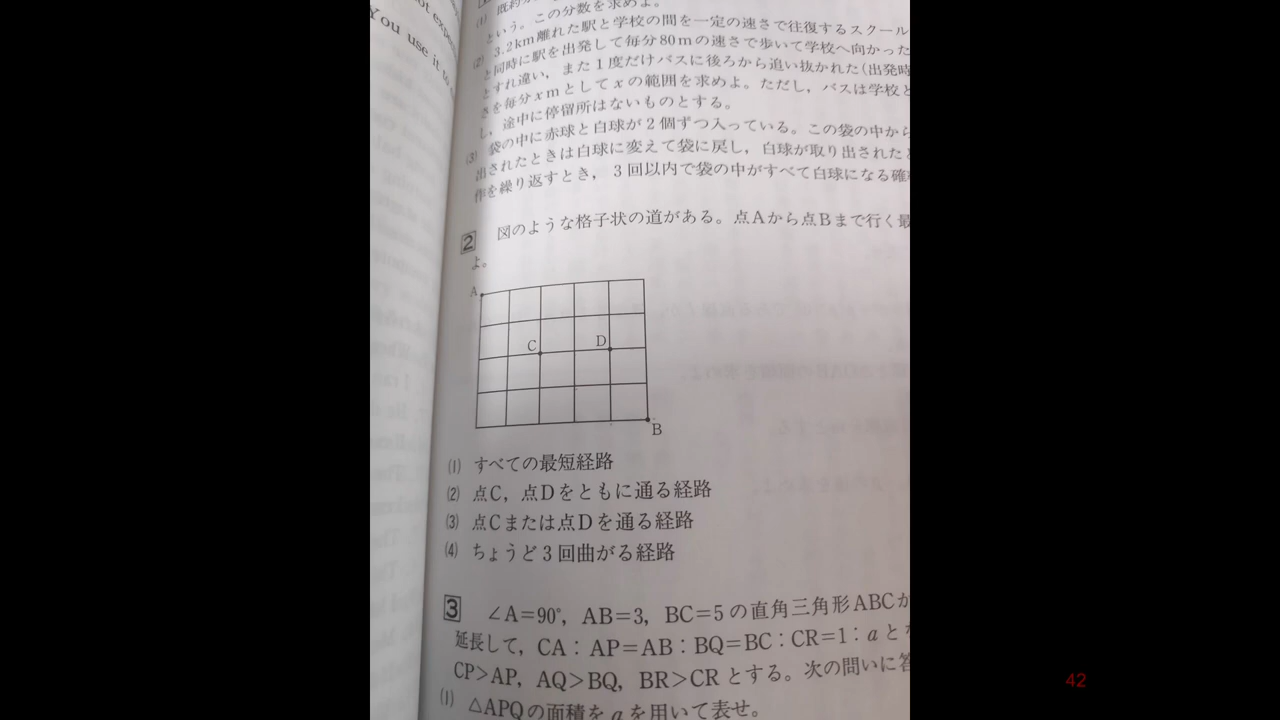 ot expen
You use it to
(1) 既約分
という。この分数を求めよ。
(2) 3.2km離れた駅と学校の間を一定の速さで往復するスクール
と同時に駅を出発して毎分80mの速さで歩いて学校へ向かった
とすれ違い，また1度だけバスに後ろから追い抜かれた(出発時
さを毎分xmとしてxの範囲を求めよ。ただし，バスは学校と
し，途中に停留所はないものとする。
(3) 袋の中に赤球と白球が2個ずつ入っている。この袋の中から
出されたときは白球に変えて袋に戻し，白球が取り出されたと
作を繰り返すとき，3回以内で袋の中がすべて白球になる確
2 図のような格子状の道がある。点Aから点Bまで行く最
よ。
A
C D
B
(1) すべての最短経路
(2) 点C，点Dをともに通る経路
(3) 点Cまたは点Dを通る経路
(4) ちょうど3回曲がる経路
3 ∠A=90°，AB=3，BC=5の直角三角形ABCが
延長して，CA：AP=AB：BQ=BC：CR=1：aと
CP>AP，AQ>BQ，BR>CRとする。次の問いに答
(1) △APQの面積をaを用いて表せ。
42